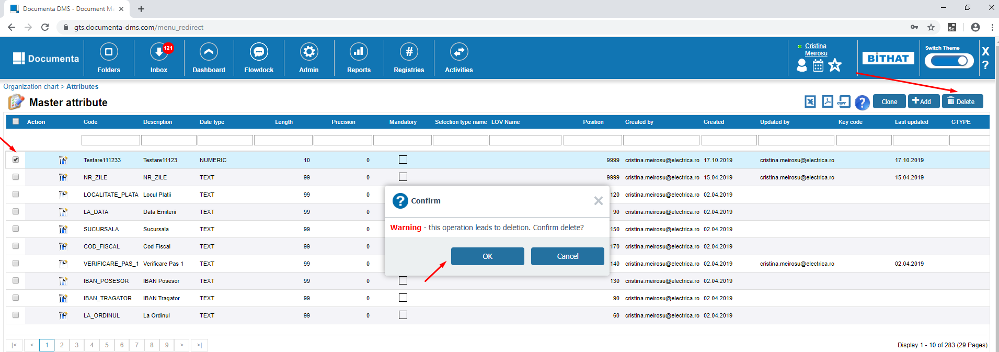 Documenta DMS - Document Ma
gts.documenta-dms.com/menu_redirect
Se
Documenta
Folders
121
Inbox
Dashboard
Flowdock
Admin
Reports
#
Registries
Activities
Cristina
Meirosu
BITHAT
Switch Theme
X
?
Organization chart > Attributes
Master attribute
CSV
?
Clone
Add
Delete
Action Code Description Date type Length Precision Mandatory Selection type name LOV Name Position Created by Created Updated by Key code Last updated CTYPE
Testare111233 Testare11123 NUMERIC 10 0 9999 cristina.meirosu@electrica.ro 17.10.2019 cristina.meirosu@electrica.ro 17.10.2019
NR_ZILE NR_ZILE TEXT 99 0 9999 cristina.meirosu@electrica.ro 15.04.2019 cristina.meirosu@electrica.ro 15.04.2019
LOCALITATE_PLATA Locul Platii TEXT 99 0 120 cristina.meirosu@electrica.ro 02.04.2019
LA_DATA Data Emiterii TEXT 99 0 90 cristina.meirosu@electrica.ro 02.04.2019
SUCURSALA Sucursala TEXT 99 0 150 cristina.meirosu@electrica.ro 02.04.2019
COD_FISCAL Cod Fiscal TEXT 99 0 170 cristina.meirosu@electrica.ro 02.04.2019
VERIFICARE_PAS_1 Verificare Pas 1 TEXT 99 0 140 cristina.meirosu@electrica.ro 02.04.2019 cristina.meirosu@electrica.ro 02.04.2019
IBAN_POSESOR IBAN Posesor TEXT 99 0 130 cristina.meirosu@electrica.ro 02.04.2019
IBAN_TRAGATOR IBAN Tragator TEXT 99 0 90 cristina.meirosu@electrica.ro 02.04.2019
LA_ORDINUL La Ordinul TEXT 99 0 60 cristina.meirosu@electrica.ro 02.04.2019
? Confirm
Warning - this operation leads to deletion. Confirm delete?
OK Cancel
|< < 1 2 3 4 5 6 7 8 9 > >|
Display 1 - 10 of 283 (29 Pages)